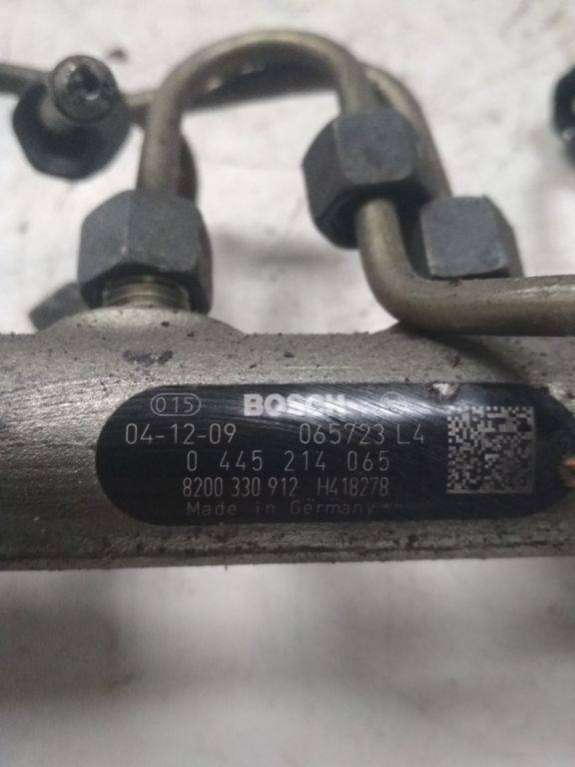 015 BOSCH
04-12-09 065723 L4
0 445 214 065
8200 330 912 H418278
Made in Germany